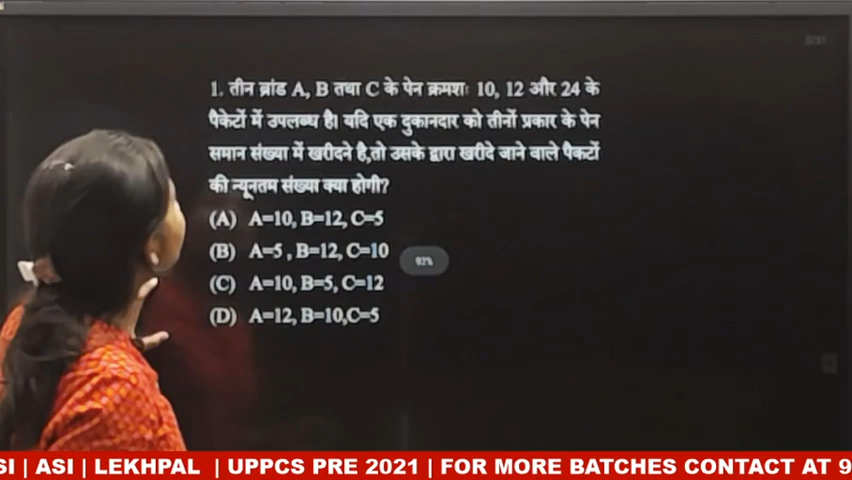 1. तीन ब्रांड A, B तथा C के पेन क्रमशः 10, 12 और 24 के
पैकेटों में उपलब्ध है। यदि एक दुकानदार को तीनों प्रकार के पेन
समान संख्या में खरीदने है,तो उसके द्वारा खरीदे जाने वाले पैकटों
की न्यूनतम संख्या क्या होगी?
(A) A=10, B=12, C=5
(B) A=5 , B=12, C=10
92%
(C) A=10, B=5, C=12
(D) A=12, B=10,C=5
SI | ASI | LEKHPAL | UPPCS PRE 2021 | FOR MORE BATCHES CONTACT AT 9